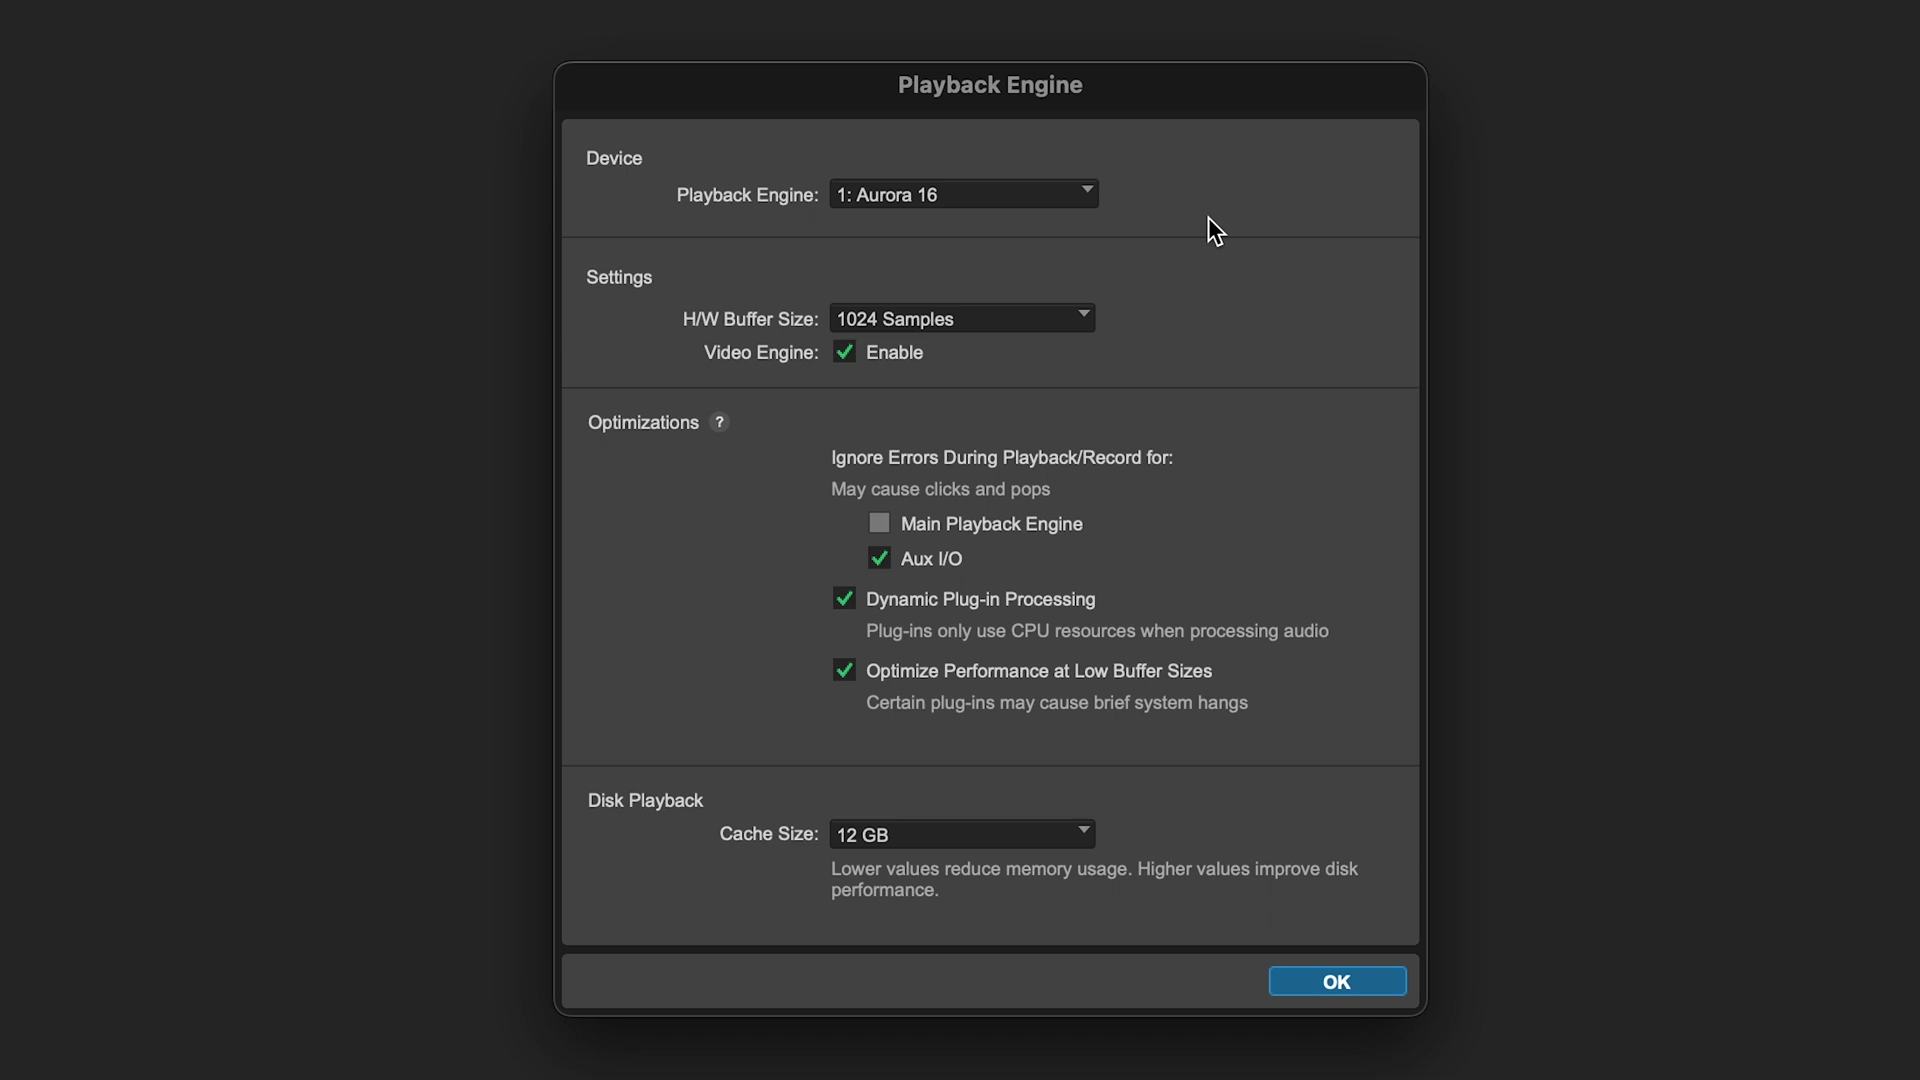 Playback Engine
Device
Playback Engine: 1: Aurora 16
Settings
H/W Buffer Size: 1024 Samples
Video Engine: Enable
Optimizations ?
Ignore Errors During Playback/Record for:
May cause clicks and pops
Main Playback Engine
Aux I/O
Dynamic Plug-in Processing
Plug-ins only use CPU resources when processing audio
Optimize Performance at Low Buffer Sizes
Certain plug-ins may cause brief system hangs
Disk Playback
Cache Size: 12 GB
Lower values reduce memory usage. Higher values improve disk
performance.
OK